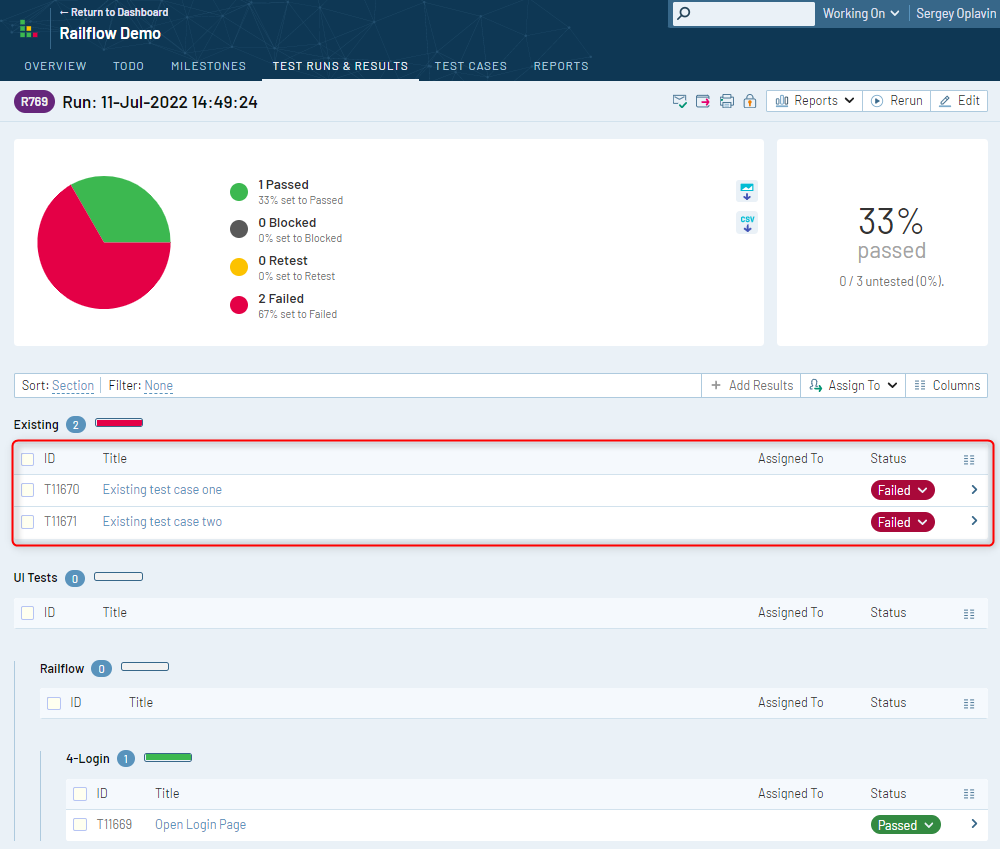 ← Return to Dashboard
Working On
Sergey Oplavin
Railflow Demo
OVERVIEW TODO MILESTONES TEST RUNS & RESULTS TEST CASES REPORTS
R769 Run: 11-Jul-2022 14:49:24 Reports Rerun Edit
1 Passed
33% set to Passed
0 Blocked
0% set to Blocked
0 Retest
0% set to Retest
2 Failed
67% set to Failed
CSV
33%
passed
0 / 3 untested (0%).
Sort: Section Filter: None + Add Results Assign To Columns
Existing 2
ID Title Assigned To Status
T11670 Existing test case one Failed
T11671 Existing test case two Failed
UI Tests 0
ID Title Assigned To Status
Railflow 0
ID Title Assigned To Status
4-Login 1
ID Title Assigned To Status
T11669 Open Login Page Passed